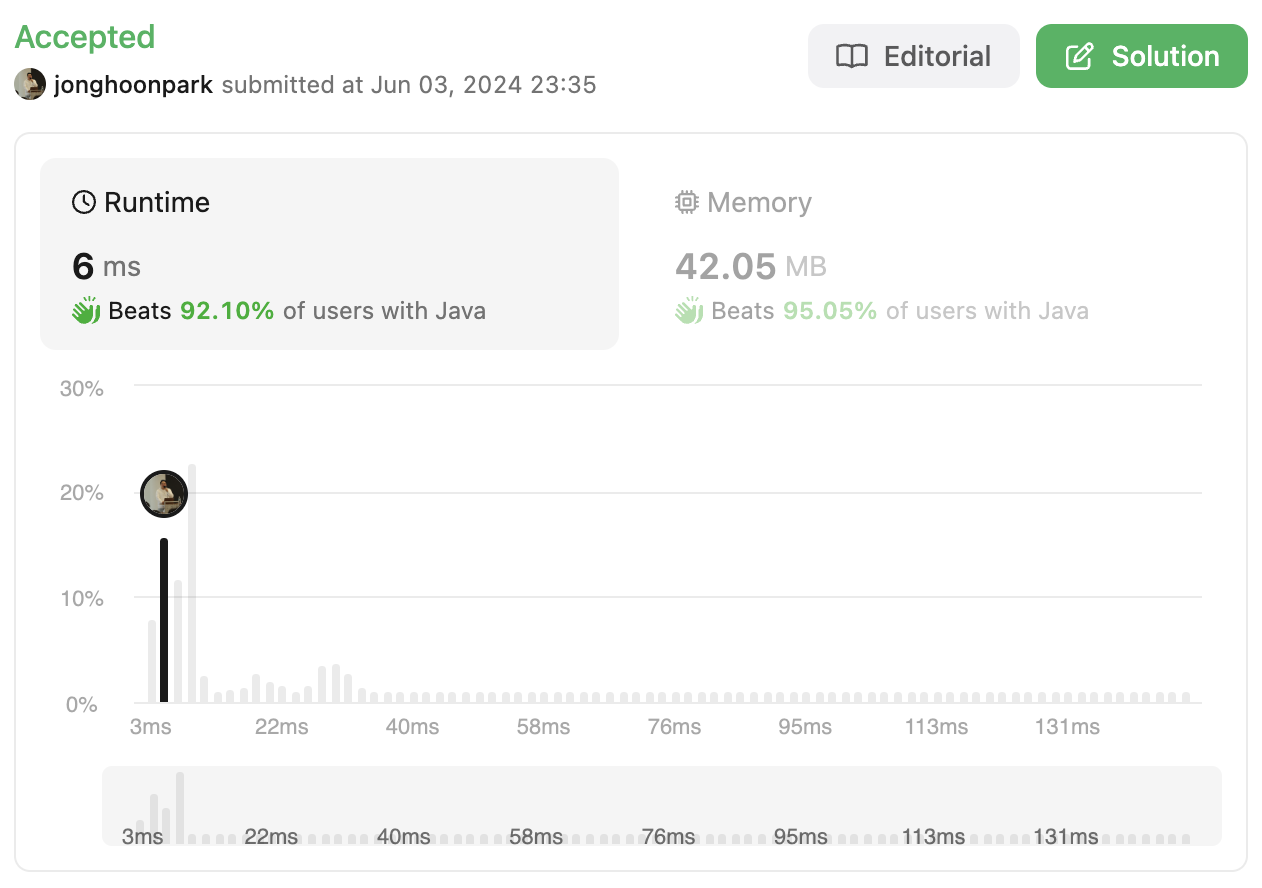 Accepted
jonghoonpark submitted at Jun 03, 2024 23:35
Editorial
Solution
Runtime
6 ms
Beats 92.10% of users with Java
Memory
42.05 MB
Beats 95.05% of users with Java
30%
20%
10%
0%
3ms 22ms 40ms 58ms 76ms 95ms 113ms 131ms
3ms 22ms 40ms 58ms 76ms 95ms 113ms 131ms